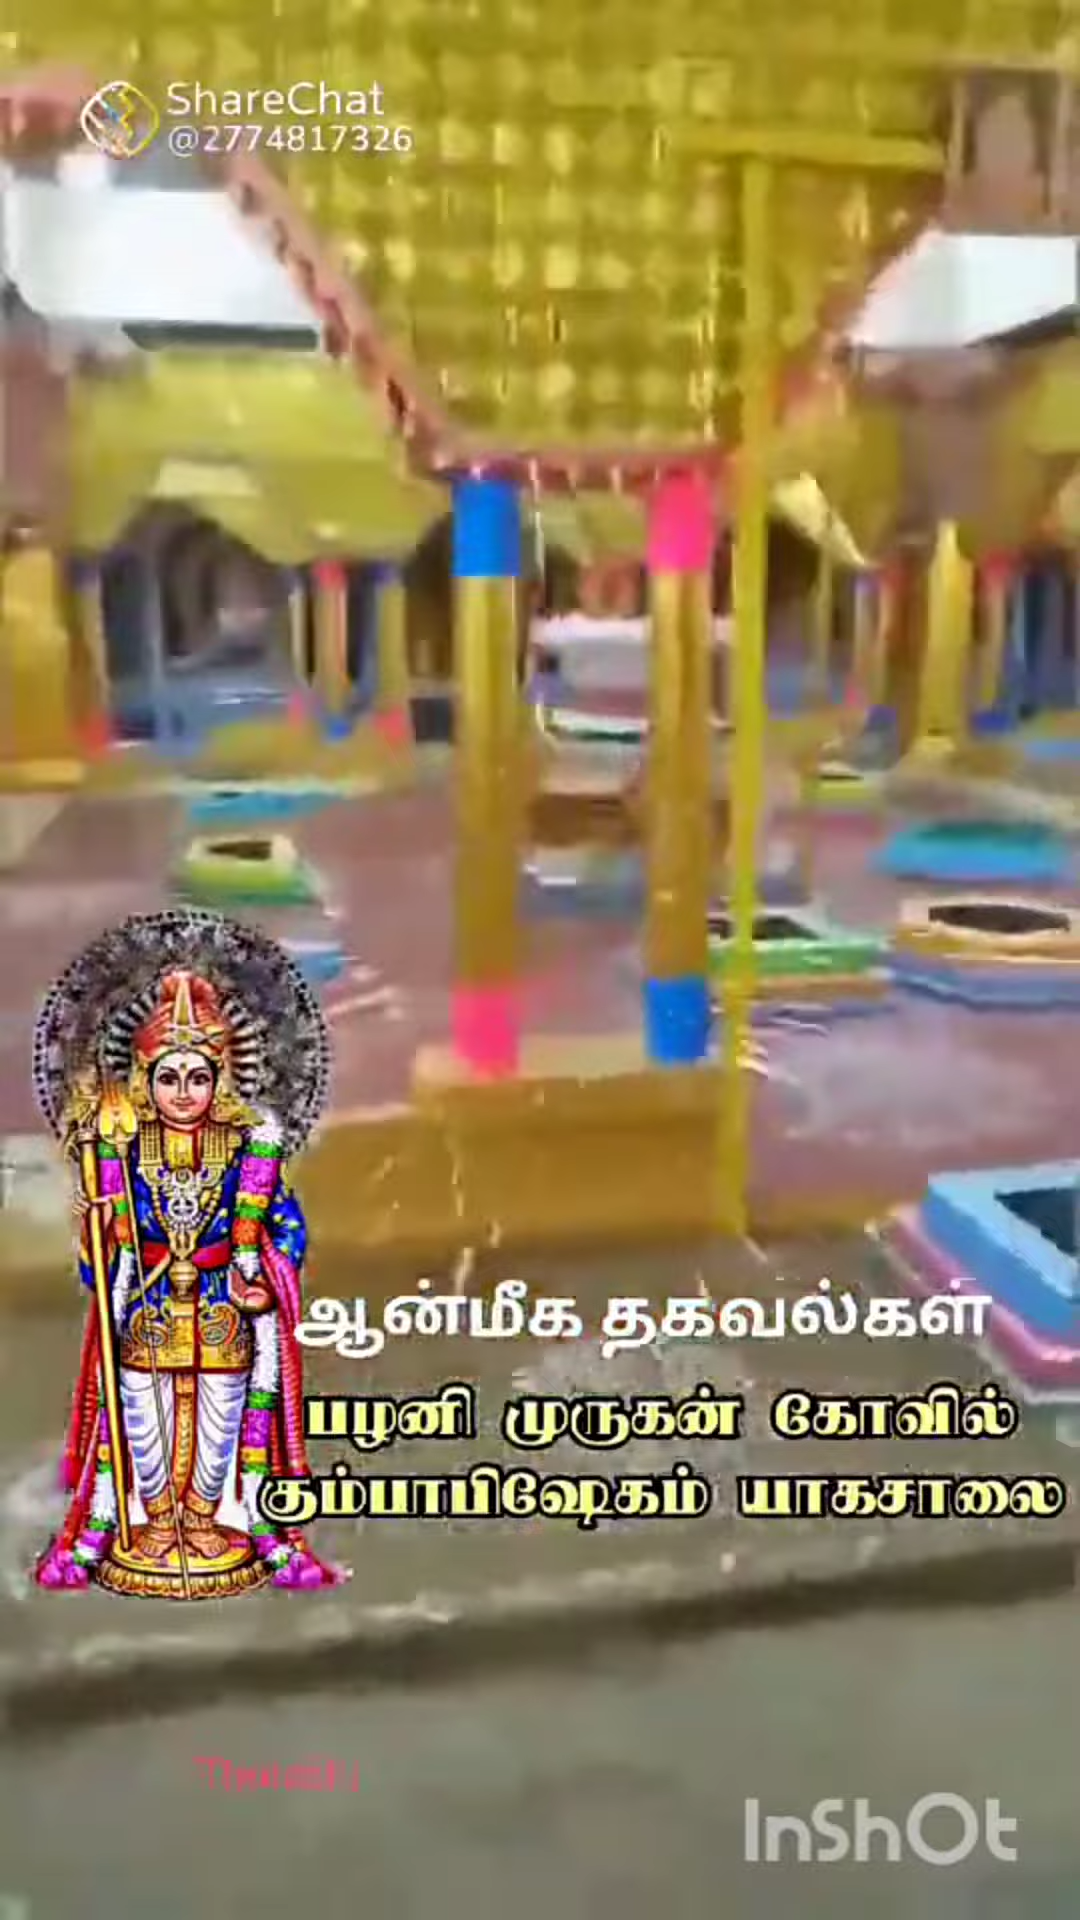 ShareChat
@2774817326
ஆன்மீக தகவல்கள்
பழனி முருகன் கோவில்
கும்பாபிஷேகம் யாகசாலை
InShOt